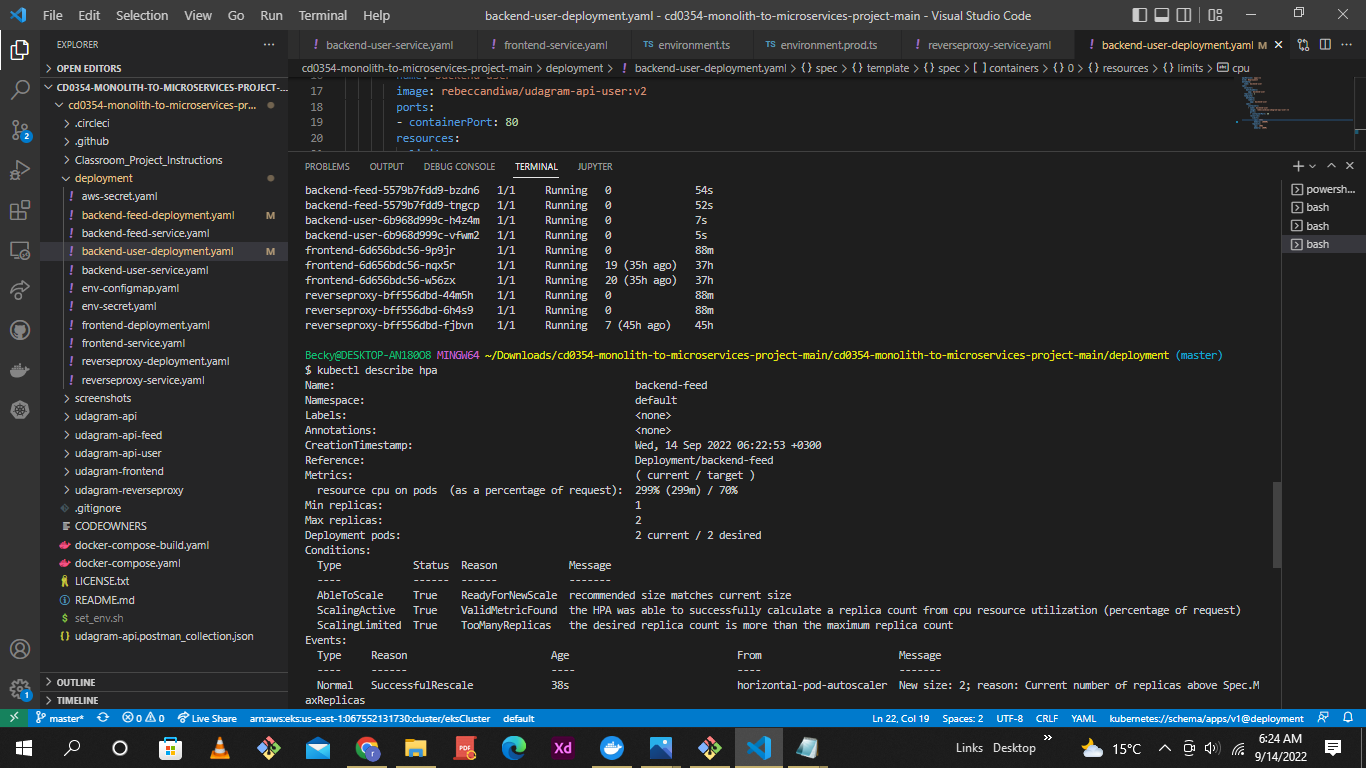 File Edit Selection View Go Run Terminal Help backend-user-deployment.yaml - cd0354-monolith-to-microservices-project-main - Visual Studio Code
EXPLORER
OPEN EDITORS
CD0354-MONOLITH-TO-MICROSERVICES-PROJECT-...
cd0354-monolith-to-microservices-pr...
.circleci
.github
Classroom_Project_Instructions
deployment
aws-secret.yaml
backend-feed-deployment.yaml M
backend-feed-service.yaml
backend-user-deployment.yaml M
backend-user-service.yaml
env-configmap.yaml
env-secret.yaml
frontend-deployment.yaml
frontend-service.yaml
reverseproxy-deployment.yaml
reverseproxy-service.yaml
screenshots
udagram-api
udagram-api-feed
udagram-api-user
udagram-frontend
udagram-reverseproxy
.gitignore
CODEOWNERS
docker-compose-build.yaml
docker-compose.yaml
LICENSE.txt
README.md
set_env.sh
udagram-api.postman_collection.json
OUTLINE
TIMELINE
backend-user-service.yaml frontend-service.yaml TS environment.ts TS environment.prod.ts reverseproxy-service.yaml backend-user-deployment.yaml M
cd0354-monolith-to-microservices-project-main > deployment > backend-user-deployment.yaml > {} spec > {} template > {} spec > [ ] containers > {} 0 > {} resources > {} limits > cpu
17 image: rebeccandiwa/udagram-api-user:v2
18 ports:
19 - containerPort: 80
20 resources:
PROBLEMS OUTPUT DEBUG CONSOLE TERMINAL JUPYTER
backend-feed-5579b7fdd9-bzdn6 1/1 Running 0 54s
backend-feed-5579b7fdd9-tngcp 1/1 Running 0 52s
backend-user-6b968d999c-h4z4m 1/1 Running 0 7s
backend-user-6b968d999c-vfwm2 1/1 Running 0 5s
frontend-6d656bdc56-9p9jr 1/1 Running 0 88m
frontend-6d656bdc56-nqx5r 1/1 Running 19 (35h ago) 37h
frontend-6d656bdc56-w56zx 1/1 Running 20 (35h ago) 37h
reverseproxy-bff556dbd-44m5h 1/1 Running 0 88m
reverseproxy-bff556dbd-6h4s9 1/1 Running 0 88m
reverseproxy-bff556dbd-fjbvn 1/1 Running 7 (45h ago) 45h
Becky@DESKTOP-AN180O8 MINGW64 ~/Downloads/cd0354-monolith-to-microservices-project-main/cd0354-monolith-to-microservices-project-main/deployment (master)
$ kubectl describe hpa
Name: backend-feed
Namespace: default
Labels: <none>
Annotations: <none>
CreationTimestamp: Wed, 14 Sep 2022 06:22:53 +0300
Reference: Deployment/backend-feed
Metrics: ( current / target )
resource cpu on pods (as a percentage of request): 299% (299m) / 70%
Min replicas: 1
Max replicas: 2
Deployment pods: 2 current / 2 desired
Conditions:
Type Status Reason Message
---- ------ ------ -------
AbleToScale True ReadyForNewScale recommended size matches current size
ScalingActive True ValidMetricFound the HPA was able to successfully calculate a replica count from cpu resource utilization (percentage of request)
ScalingLimited True TooManyReplicas the desired replica count is more than the maximum replica count
Events:
Type Reason Age From Message
---- ------ ---- ---- -------
Normal SuccessfulRescale 38s horizontal-pod-autoscaler New size: 2; reason: Current number of replicas above Spec.M
axReplicas
powersh...
bash
bash
bash
master* 0 0 Live Share arn:aws:eks:us-east-1:067552131730:cluster/eksCluster default Ln 22, Col 19 Spaces: 2 UTF-8 CRLF YAML kubernetes://schema/apps/v1@deployment
Links Desktop 15°C 6:24 AM
9/14/2022